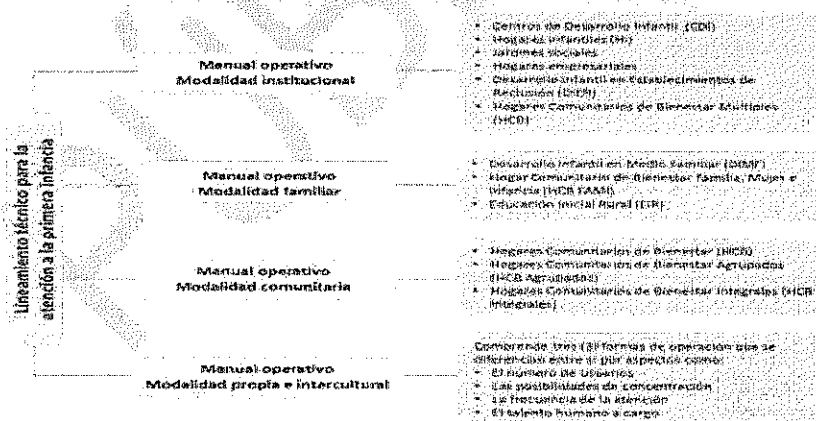 Lineamiento técnico para la
atención a la primera infancia
Manual operativo
Modalidad institucional
• Centros de Desarrollo Infantil (CDI)
• Hogares Infantiles (HI)
• Jardines sociales
• Hogares empresariales
• Desarrollo Infantil en Establecimientos de
Reclusión (DIER)
• Hogares Comunitarios de Bienestar Múltiples
(HCB)
Manual operativo
Modalidad familiar
• Desarrollo Infantil en Medio Familiar (DIMF)
• Hogar Comunitario de Bienestar Familia, Mujer e
Infancia (HCB FAMI)
• Educación Inicial Rural (EIR)
Manual operativo
Modalidad comunitaria
• Hogares Comunitarios de Bienestar (HCB)
• Hogares Comunitarios de Bienestar Agrupados
(HCB Agrupados)
• Hogares Comunitarios de Bienestar Integrales (HCB
Integrales)
Manual operativo
Modalidad propia e intercultural
Comprende tres (3) formas de operación que se
diferencian entre si por aspectos como:
• El número de usuarios
• Las posibilidades de concentración
• La frecuencia de la atención
• El talento humano a cargo